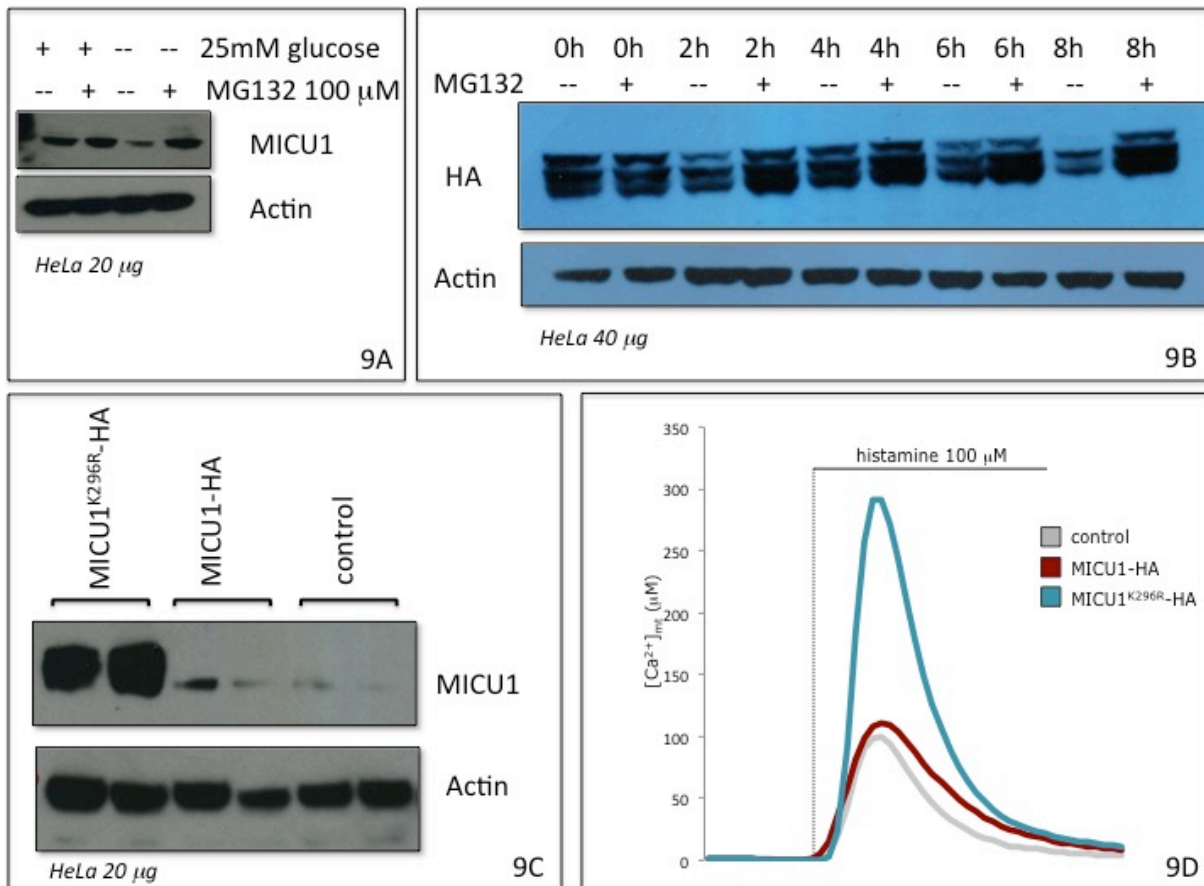 + + -- -- 25mM glucose
-- + -- + MG132 100 μM
MICU1
Actin
HeLa 20 μg
9A
0h 0h 2h 2h 4h 4h 6h 6h 8h 8h
MG132 -- + -- + -- + -- + -- +
HA
Actin
HeLa 40 μg
9B
MICU1K296R-HA
MICU1-HA
control
MICU1
Actin
HeLa 20 μg
9C
350
300
250
200
150
100
50
0
[Ca2+]mt (μM)
histamine 100 μM
control
MICU1-HA
MICU1K296R-HA
9D